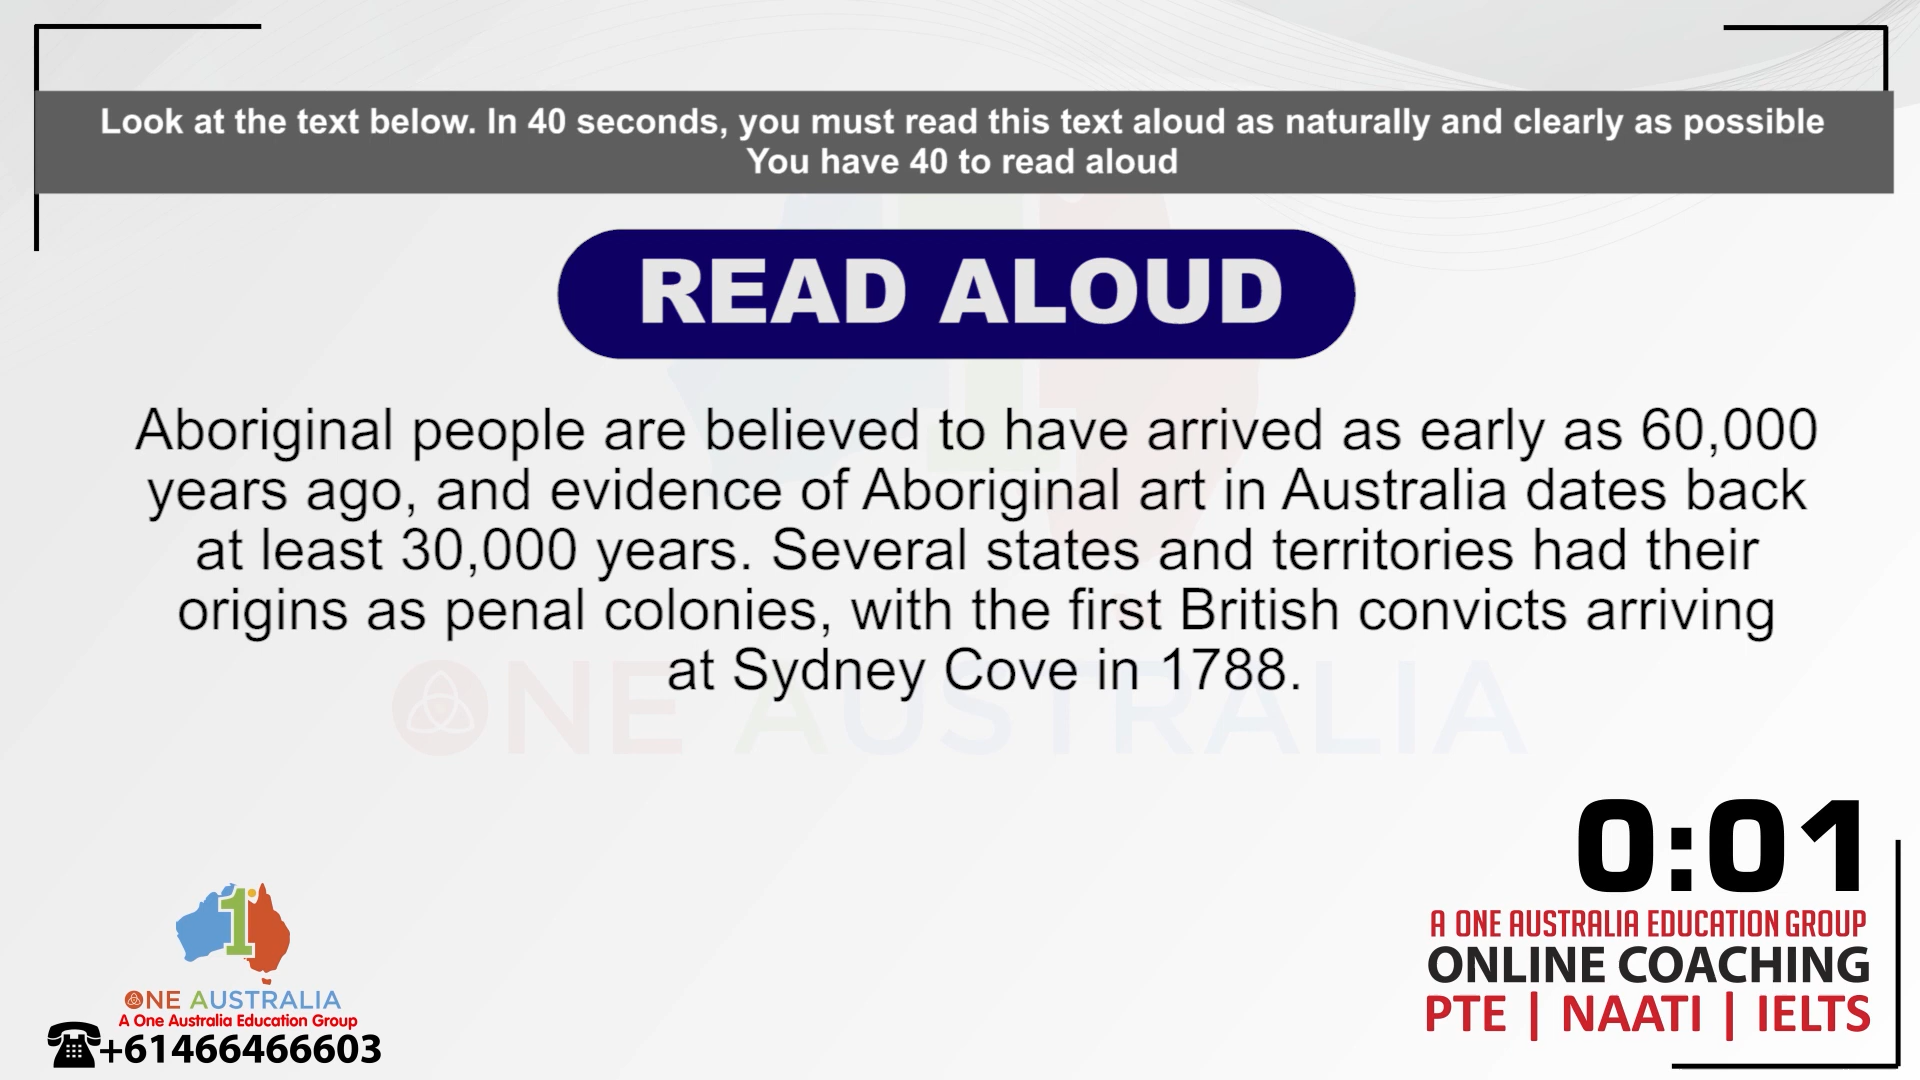 Look at the text below. In 40 seconds, you must read this text aloud as naturally and clearly as possible
You have 40 to read aloud
READ ALOUD
Aboriginal people are believed to have arrived as early as 60,000
years ago, and evidence of Aboriginal art in Australia dates back
at least 30,000 years. Several states and territories had their
origins as penal colonies, with the first British convicts arriving
at Sydney Cove in 1788.
ONE AUSTRALIA
0:01
A ONE AUSTRALIA EDUCATION GROUP
ONLINE COACHING
PTE | NAATI | IELTS
1
ONE AUSTRALIA
A One Australia Education Group
+61466466603